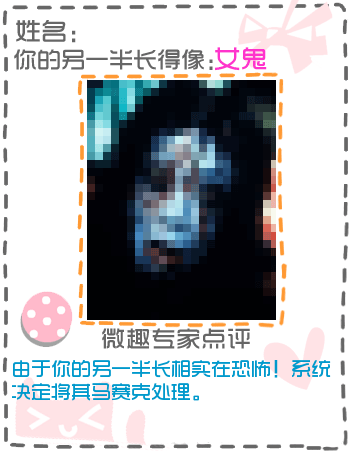 姓名：
你的另一半长得像：女鬼
微趣专家点评
由于你的另一半长相实在恐怖！系统
决定将其马赛克处理。